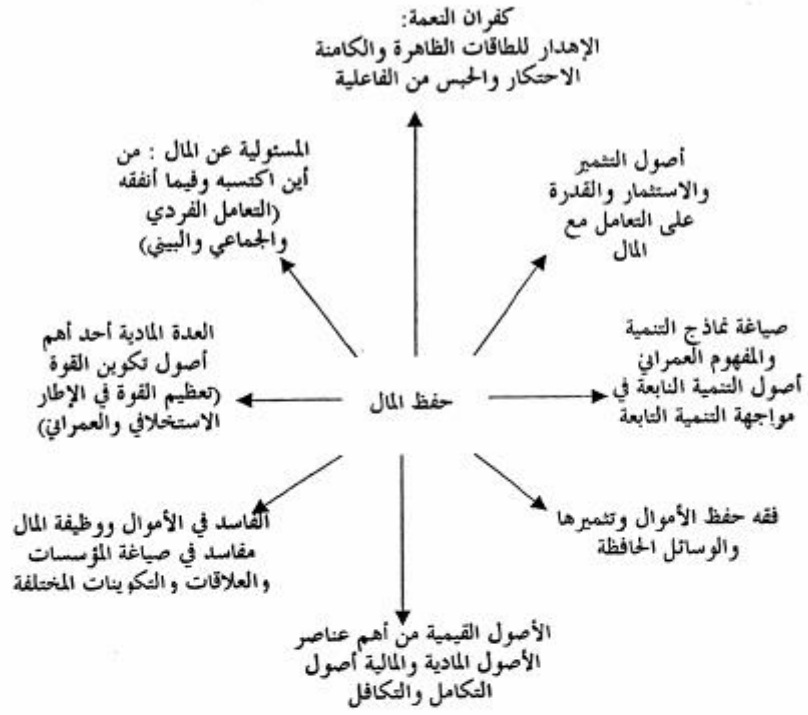 كفران النعمة:
الإهدار للطاقات الظاهرة والكامنة
الاحتكار والحبس من الفاعلية
أصول التثمير
والاستثمار والقدرة
على التعامل مع
المال
المسئولية عن المال : من
أين اكتسبه وفيما أنفقه
(التعامل الفردي
والجماعي والبيني)
صياغة نماذج التنمية
والمفهوم العمراني
أصول التنمية النابعة في
مواجهة التنمية التابعة
حفظ المال
العدة المادية أحد أهم
أصول تكوين القوة
(تعظيم القوة في الإطار
الاستخلافي والعمراني)
فقه حفظ الأموال وتثميرها
والوسائل الحافظة
المفاسد في الأموال ووظيفة المال
مفاسد في صياغة المؤسسات
والعلاقات والتكوينات المختلفة
الأصول القيمية من أهم عناصر
الأصول المادية والمالية أصول
التكامل والتكافل